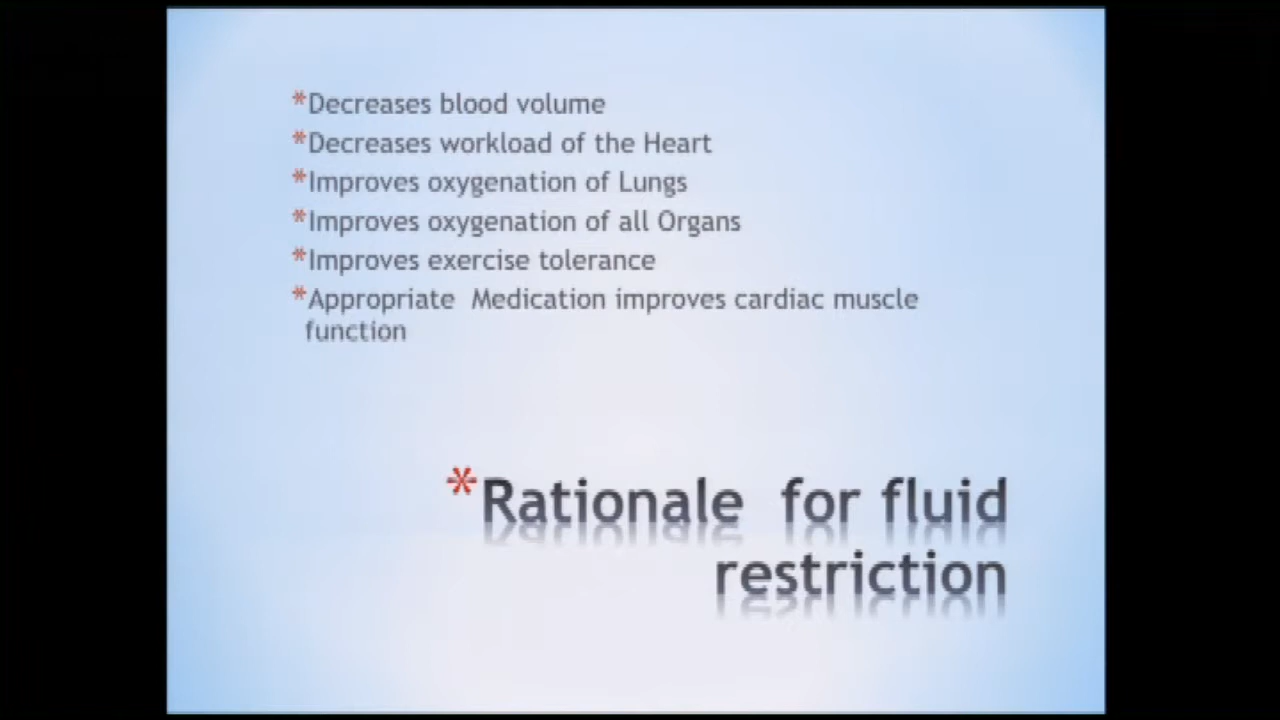 *Decreases blood volume
*Decreases workload of the Heart
*Improves oxygenation of Lungs
*Improves oxygenation of all Organs
*Improves exercise tolerance
*Appropriate  Medication improves cardiac muscle
function
*Rationale  for fluid
restriction